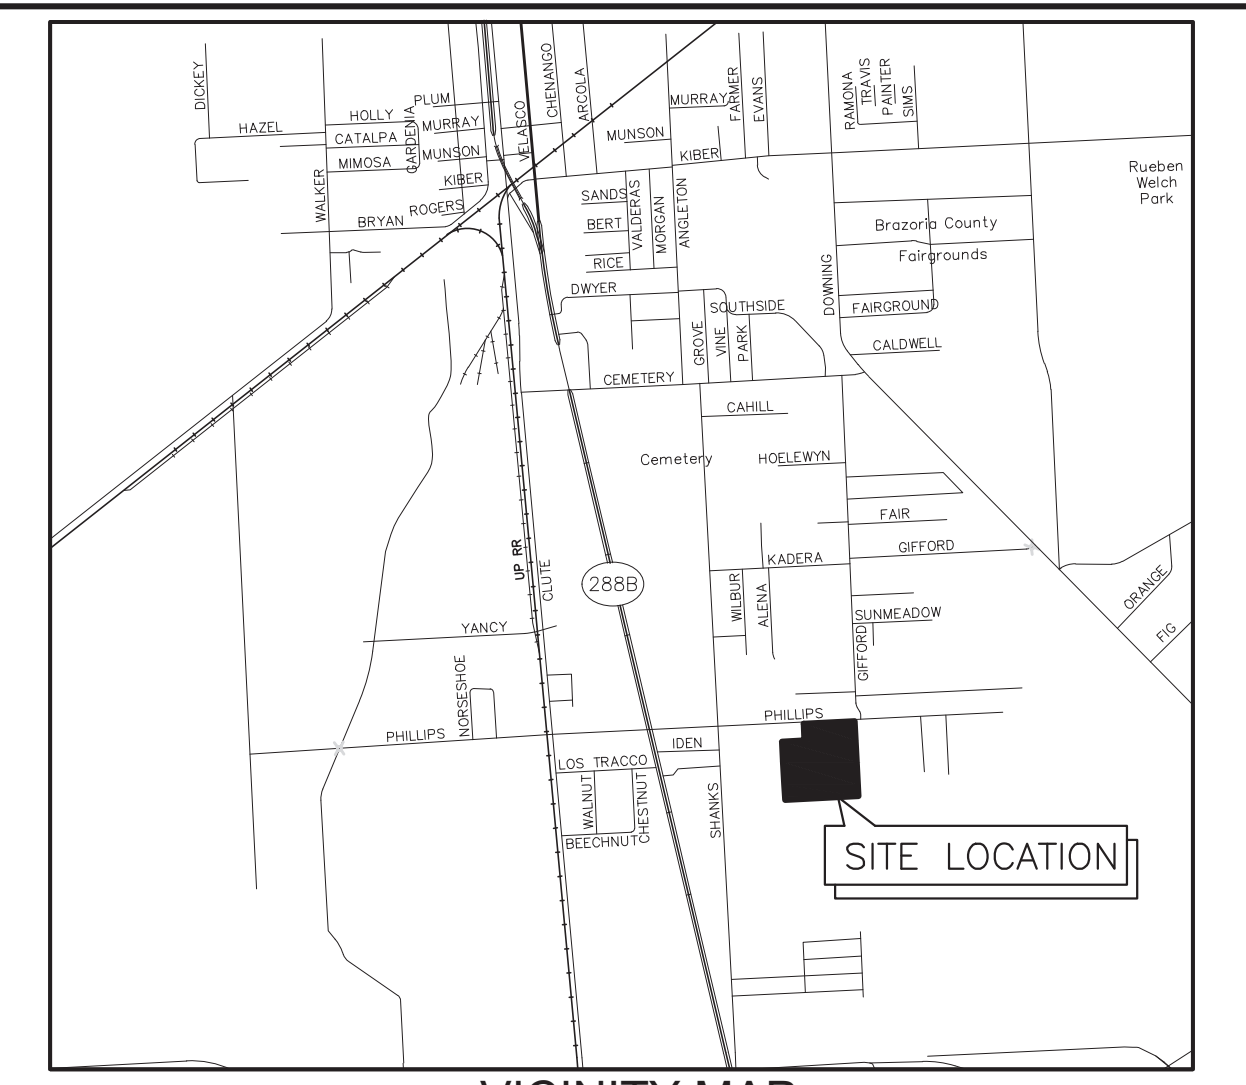 DICKEY
HAZEL
WALKER
HOLLY
CATALPA
MIMOSA
GARDENIA
PLUM
MURRAY
MUNSON
KIBER
ROGERS
BRYAN
VELASCO
CHENANGO
ARCOLA
MURRAY
MUNSON
KIBER
FARMER
EVANS
RAMONA
TRAVIS
PAINTER
SIMS
Rueben
Welch
Park
SANDS
BERT
RICE
VALDERAS
MORGAN
ANGLETON
Brazoria County
Fairgrounds
DOWNING
DWYER
SOUTHSIDE
FAIRGROUND
GROVE
VINE
PARK
CALDWELL
CEMETERY
CAHILL
Cemetery
HOELEWYN
FAIR
GIFFORD
KADERA
UP RR
CLUTE
288B
WILBUR
ALENA
ORANGE
FIG
SUNMEADOW
GIFFORD
YANCY
NORSESHOE
PHILLIPS
PHILLIPS
IDEN
LOS TRACCO
WALNUT
CHESTNUT
BEECHNUT
SHANKS
SITE LOCATION
VICINITY MAP